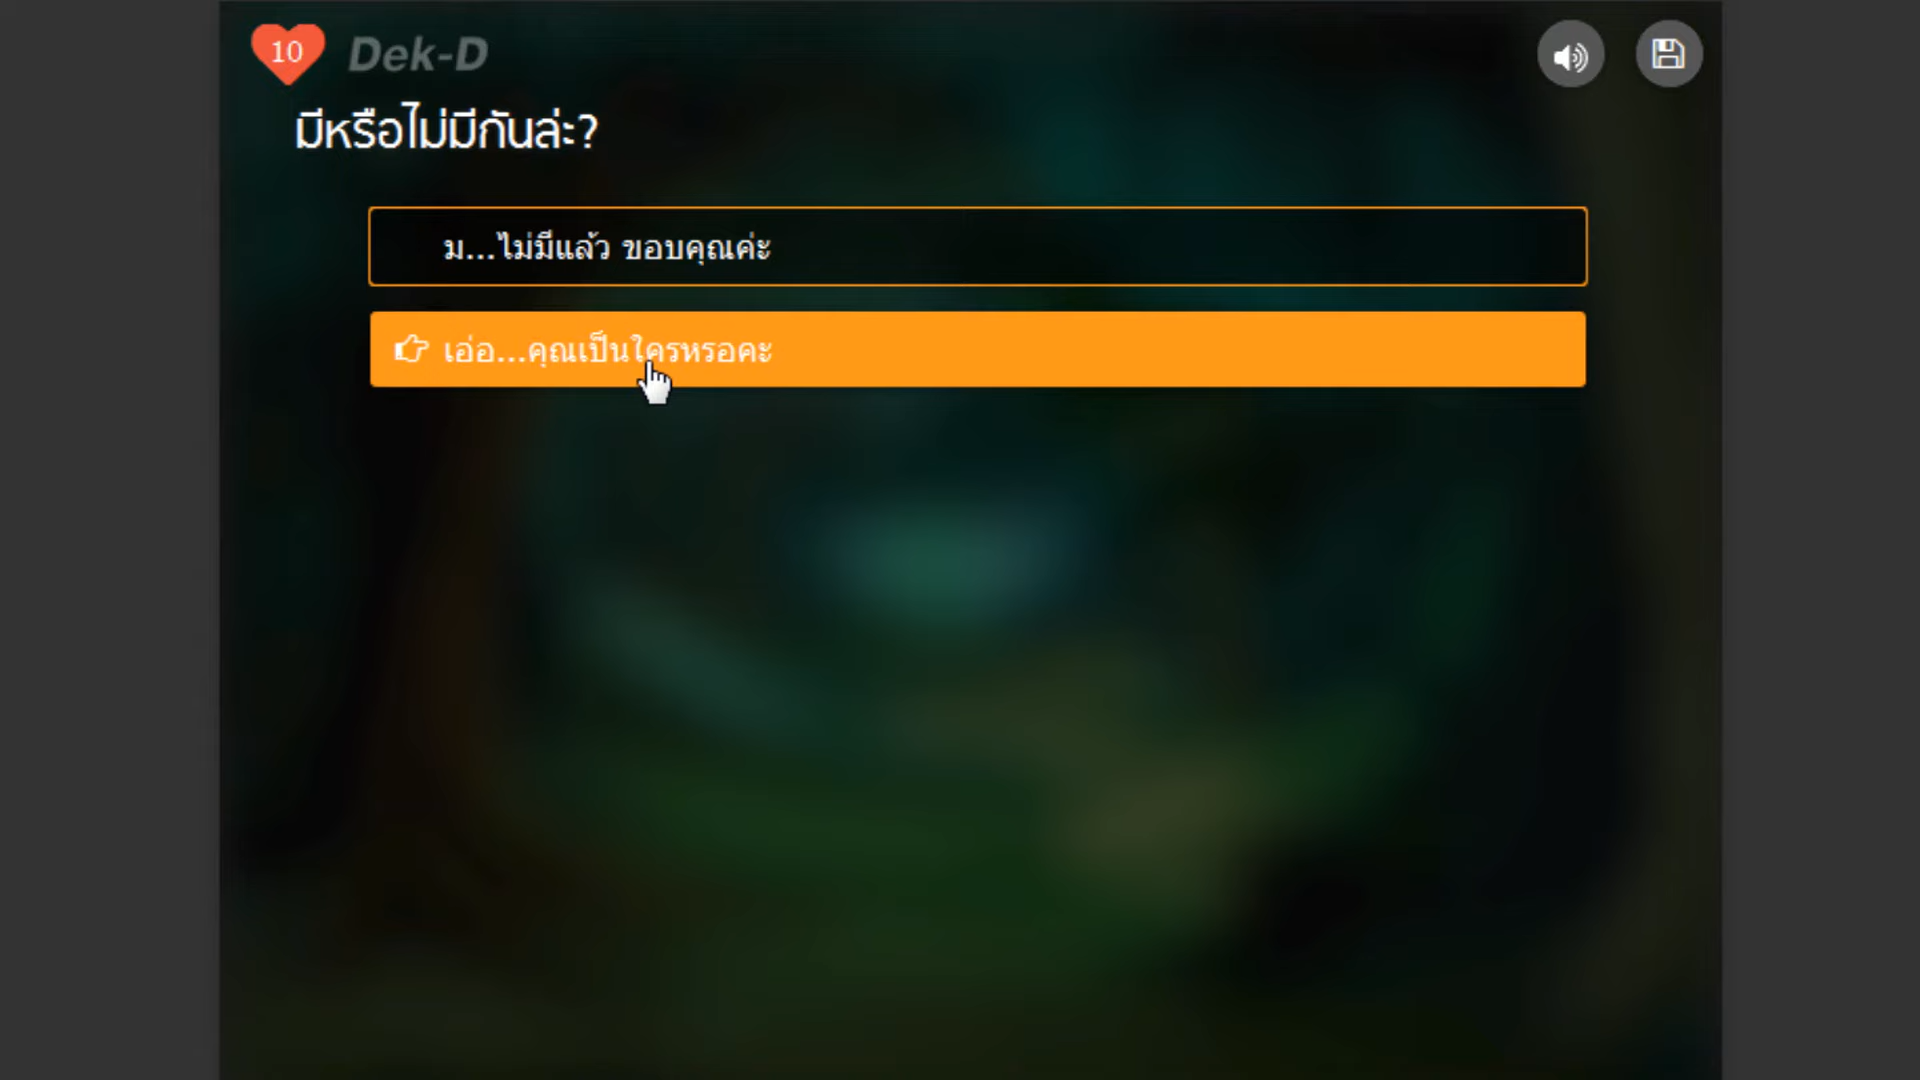 10 Dek-D
มีหรือไม่มีกันล่ะ?
ม...ไม่มีแล้ว ขอบคุณค่ะ
เอ่อ...คุณเป็นใครหรอคะ